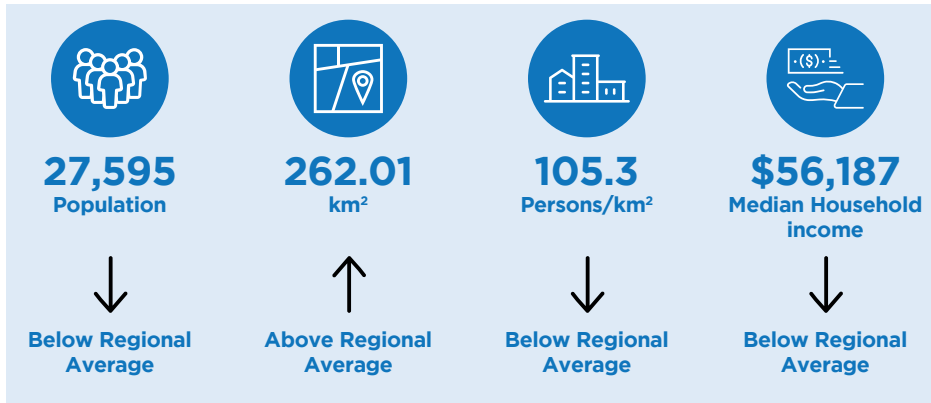 ·($)·
27,595
Population
↓
Below Regional
Average
262.01
km²
↑
Above Regional
Average
105.3
Persons/km²
↓
Below Regional
Average
$56,187
Median Household
income
↓
Below Regional
Average